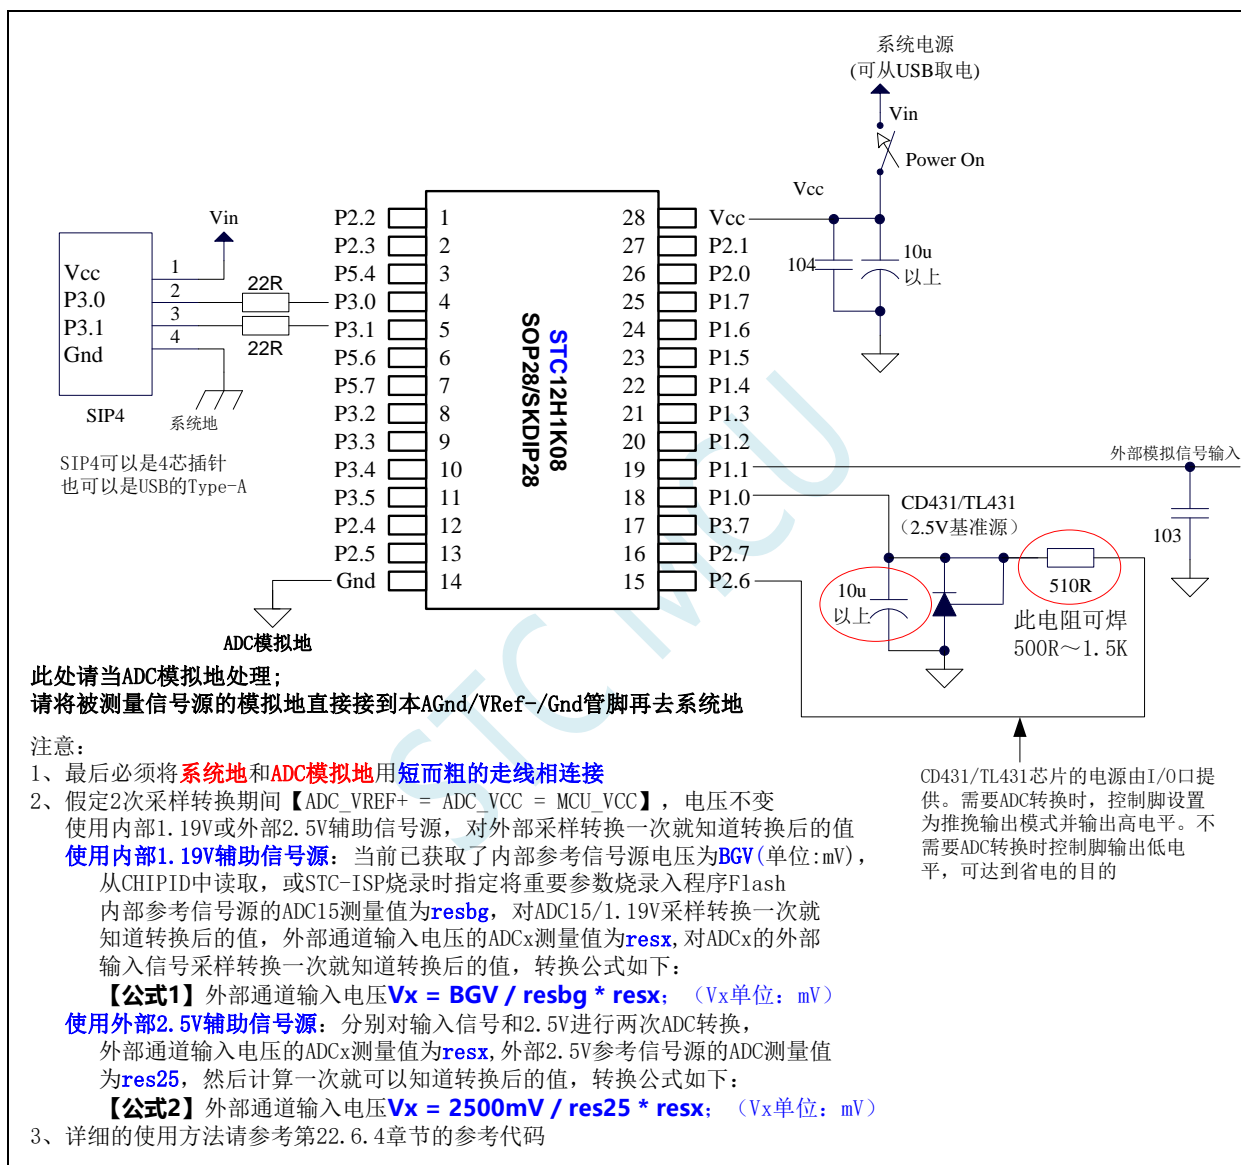 系统电源
(可从USB取电)
Vin
Power On
Vcc
104
10u
以上
Vin
Vcc
P3.0
P3.1
Gnd
1
2
3
4
22R
22R
SIP4
系统地
SIP4可以是4芯插针
也可以是USB的Type-A
P2.2 1
P2.3 2
P5.4 3
P3.0 4
P3.1 5
P5.6 6
P5.7 7
P3.2 8
P3.3 9
P3.4 10
P3.5 11
P2.4 12
P2.5 13
Gnd 14
STC12H1K08
SOP28/SKDIP28
28 Vcc
27 P2.1
26 P2.0
25 P1.7
24 P1.6
23 P1.5
22 P1.4
21 P1.3
20 P1.2
19 P1.1
18 P1.0
17 P3.7
16 P2.7
15 P2.6
外部模拟信号输入
103
CD431/TL431
（2.5V基准源）
10u
以上
510R
此电阻可焊
500R～1.5K
ADC模拟地
此处请当ADC模拟地处理;
请将被测量信号源的模拟地直接接到本AGnd/VRef-/Gnd管脚再去系统地
CD431/TL431芯片的电源由I/O口提
供。需要ADC转换时，控制脚设置
为推挽输出模式并输出高电平。不
需要ADC转换时控制脚输出低电
平，可达到省电的目的
注意：
1、最后必须将系统地和ADC模拟地用短而粗的走线相连接
2、假定2次采样转换期间【ADC_VREF+ = ADC_VCC = MCU_VCC】，电压不变
使用内部1.19V或外部2.5V辅助信号源，对外部采样转换一次就知道转换后的值
使用内部1.19V辅助信号源：当前已获取了内部参考信号源电压为BGV(单位:mV)，
从CHIPID中读取，或STC-ISP烧录时指定将重要参数烧录入程序Flash
内部参考信号源的ADC15测量值为resbg，对ADC15/1.19V采样转换一次就
知道转换后的值，外部通道输入电压的ADCx测量值为resx,对ADCx的外部
输入信号采样转换一次就知道转换后的值，转换公式如下：
【公式1】外部通道输入电压Vx = BGV / resbg * resx；（Vx单位：mV）
使用外部2.5V辅助信号源：分别对输入信号和2.5V进行两次ADC转换，
外部通道输入电压的ADCx测量值为resx,外部2.5V参考信号源的ADC测量值
为res25，然后计算一次就可以知道转换后的值，转换公式如下：
【公式2】外部通道输入电压Vx = 2500mV / res25 * resx；（Vx单位：mV）
3、详细的使用方法请参考第22.6.4章节的参考代码
STC MCU